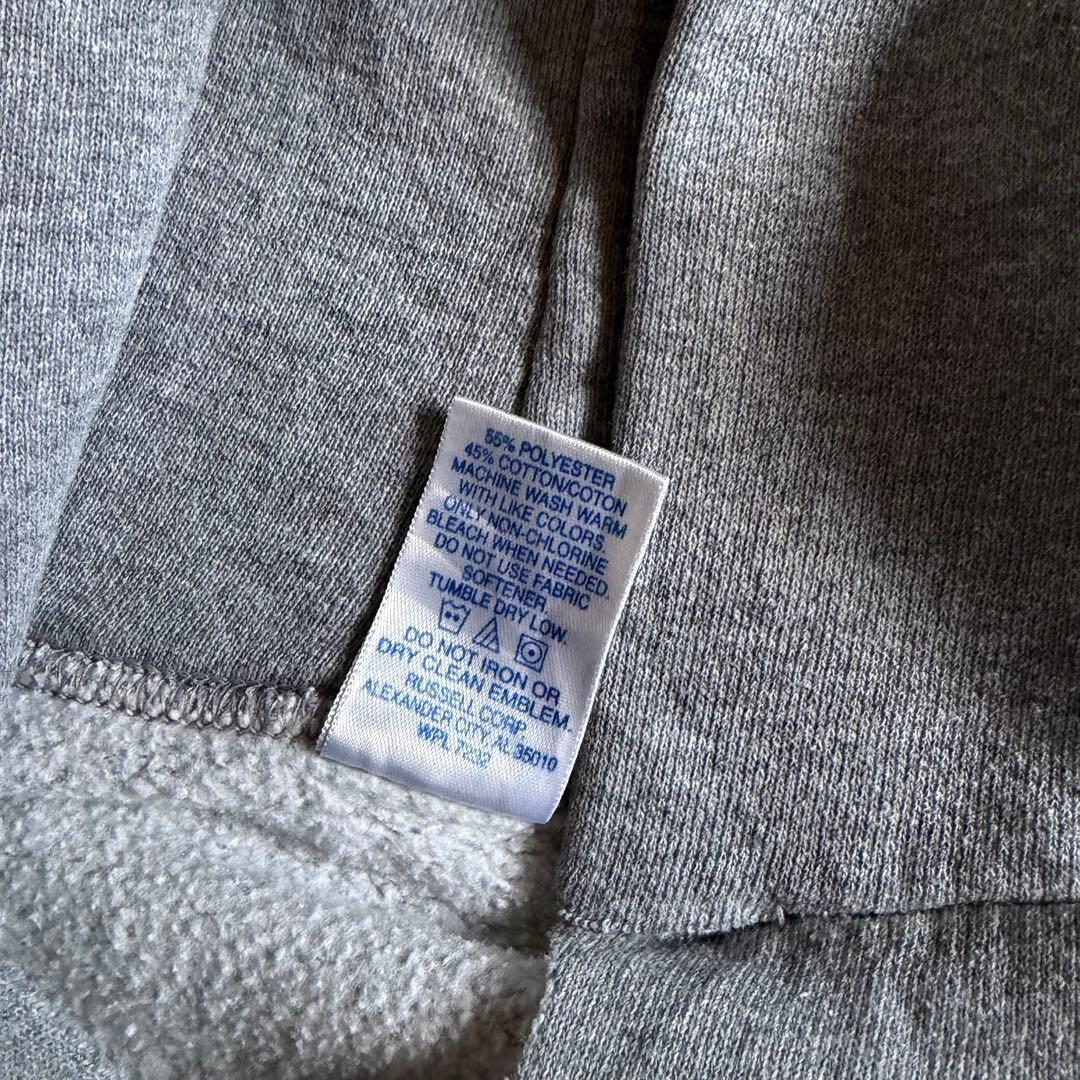 55% POLYESTER
45% COTTON/COTON
MACHINE WASH WARM
WITH LIKE COLORS.
ONLY NON-CHLORINE
BLEACH WHEN NEEDED.
DO NOT USE FABRIC
SOFTENER.
TUMBLE DRY LOW.
DO NOT IRON OR
DRY CLEAN EMBLEM.
RUSSELL CORP.
ALEXANDER CITY, AL 35010
WPL 7232